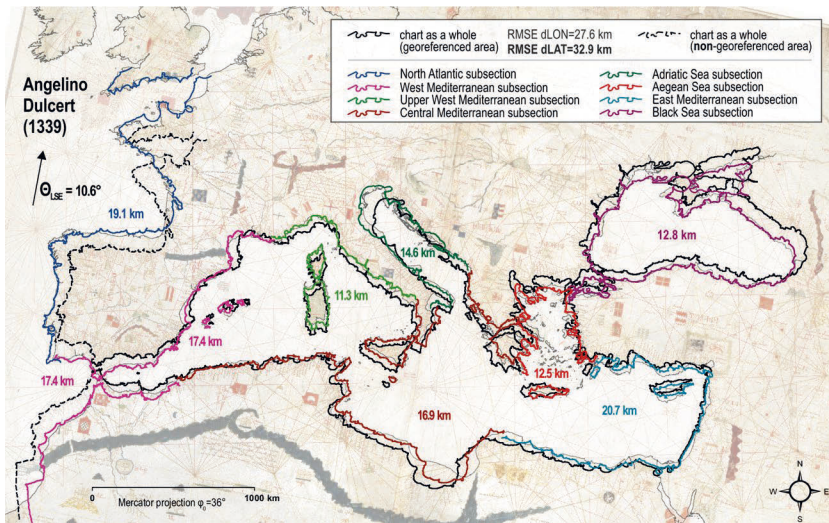 chart as a whole
(georeferenced area)
RMSE dLON=27.6 km
RMSE dLAT=32.9 km
chart as a whole
(non-georeferenced area)
North Atlantic subsection
West Mediterranean subsection
Upper West Mediterranean subsection
Central Mediterranean subsection
Adriatic Sea subsection
Aegean Sea subsection
East Mediterranean subsection
Black Sea subsection
Angelino
Dulcert
(1339)
ΘLSE = 10.6°
19.1 km
14.6 km
12.8 km
11.3 km
17.4 km
17.4 km
12.5 km
16.9 km
20.7 km
0 1000 km
Mercator projection φ0=36°
N
W E
S